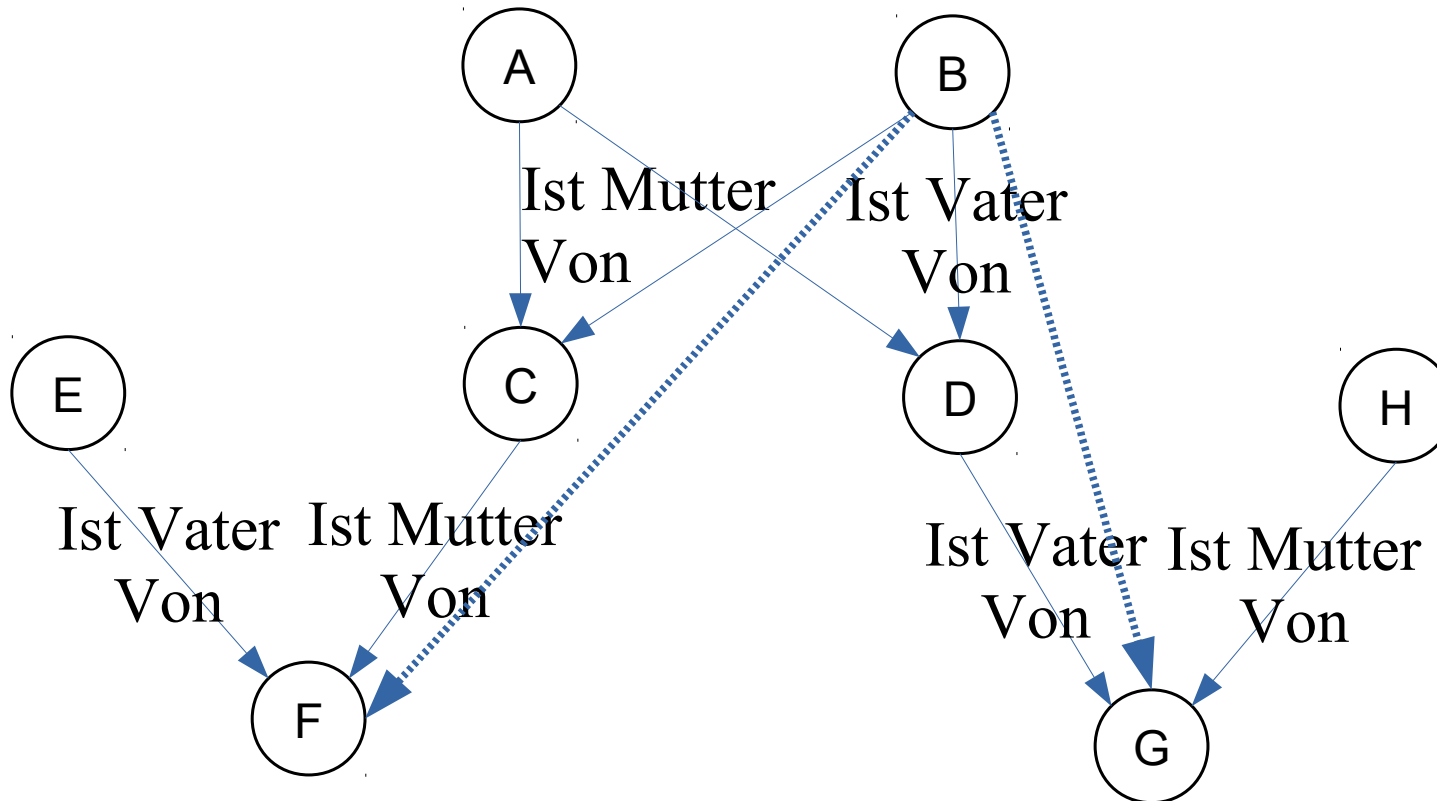 A
B
Ist Mutter
Von
Ist Vater
Von
E
C
D
H
Ist Vater
Von
Ist Mutter
Von
Ist Vater
Von
Ist Mutter
Von
F
G